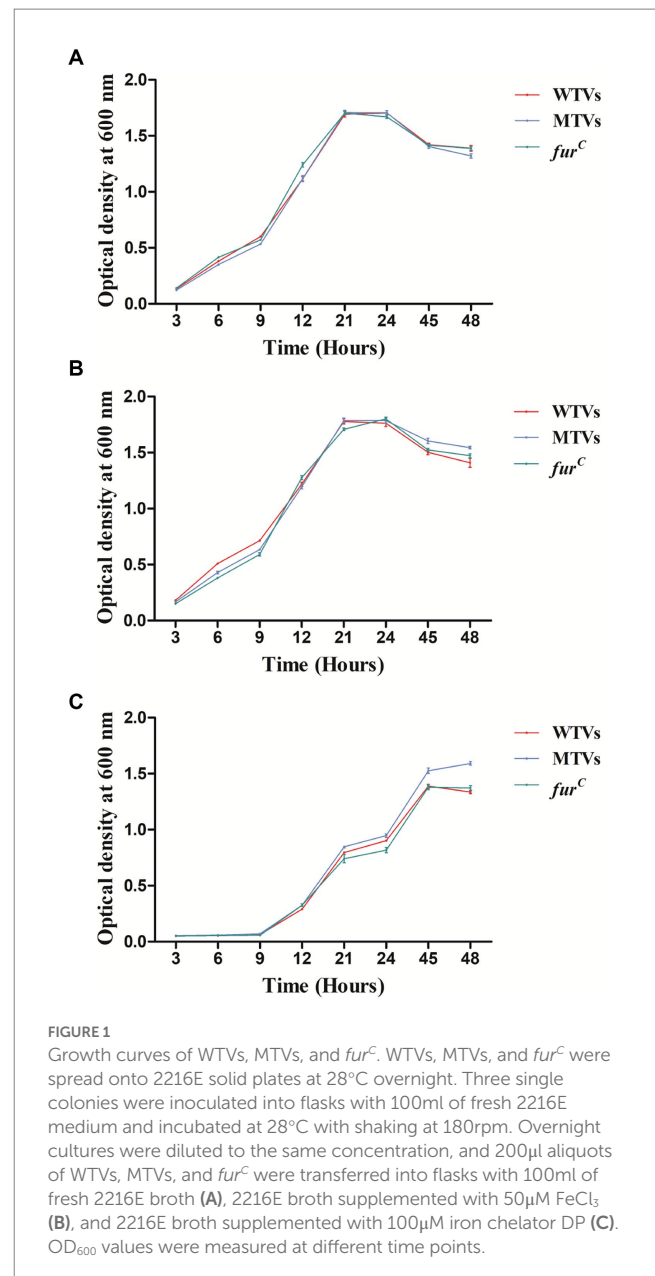 A
Optical density at 600 nm
2.0
1.5
1.0
0.5
0.0
3 6 9 12 21 24 45 48
Time (Hours)
WTVs
MTVs
furC
B
Optical density at 600 nm
2.0
1.5
1.0
0.5
0.0
3 6 9 12 21 24 45 48
Time (Hours)
WTVs
MTVs
furC
C
Optical density at 600 nm
2.0
1.5
1.0
0.5
0.0
3 6 9 12 21 24 45 48
Time (Hours)
WTVs
MTVs
furC
FIGURE 1
Growth curves of WTVs, MTVs, and furC. WTVs, MTVs, and furC were
spread onto 2216E solid plates at 28°C overnight. Three single
colonies were inoculated into flasks with 100ml of fresh 2216E
medium and incubated at 28°C with shaking at 180rpm. Overnight
cultures were diluted to the same concentration, and 200μl aliquots
of WTVs, MTVs, and furC were transferred into flasks with 100ml of
fresh 2216E broth (A), 2216E broth supplemented with 50μM FeCl₃
(B), and 2216E broth supplemented with 100μM iron chelator DP (C).
OD₆₀₀ values were measured at different time points.